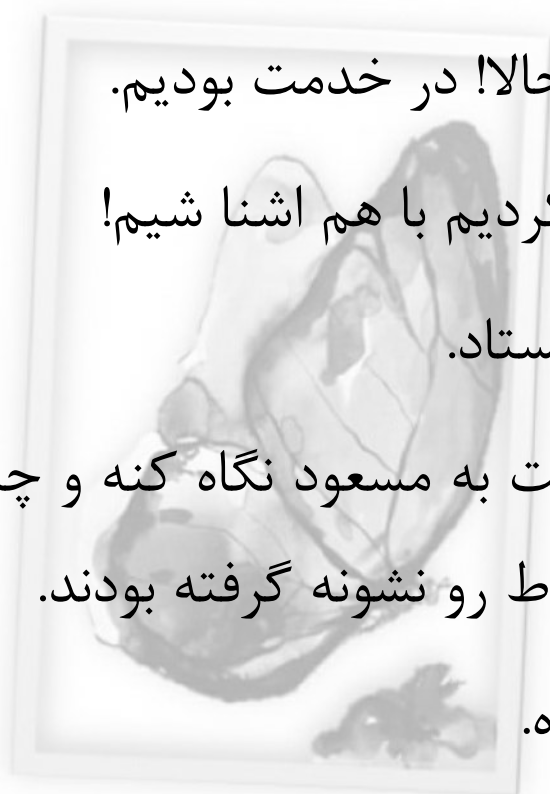 حالا! در خدمت بودیم.
کردیم با هم اشنا شیم!
ستاد.
ت به مسعود نگاه کنه و چ
ط رو نشونه گرفته بودند.
ه.